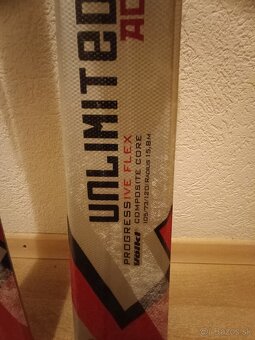 UNLIMITED
AC
PROGRESSIVE FLEX
COMPOSITE CORE
105/72/120/RADIUS 15,8M
Völkl